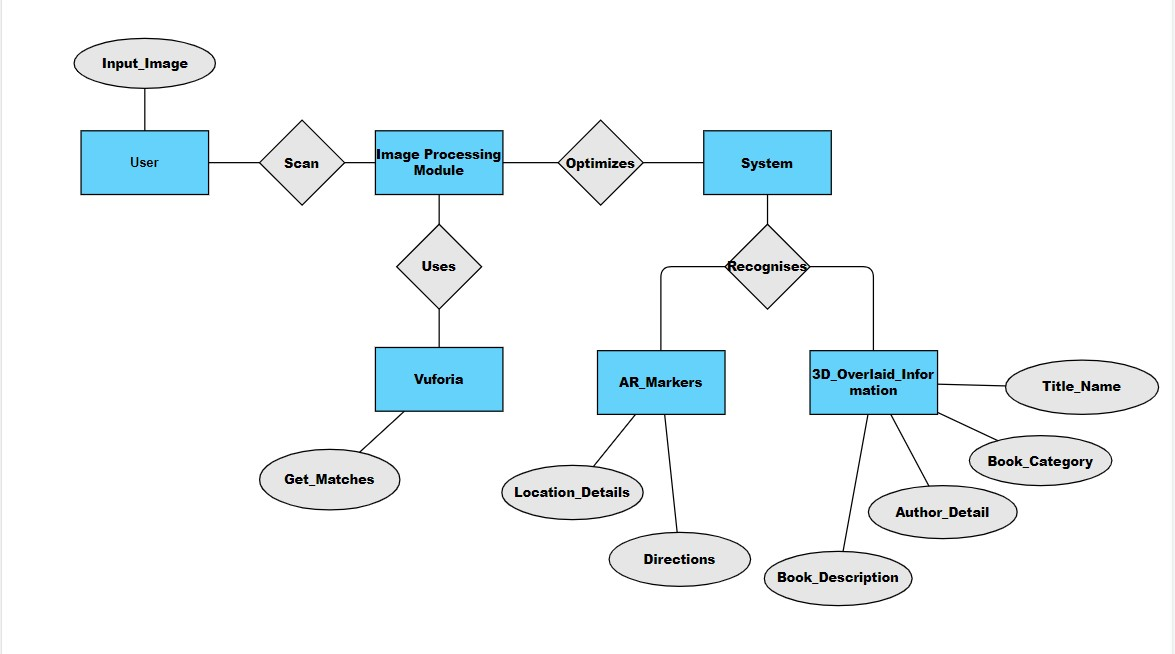 Input_Image
User
Scan
Image Processing
Module
Optimizes
System
Uses
Recognises
Vuforia
AR_Markers
3D_Overlaid_Infor
mation
Title_Name
Book_Category
Get_Matches
Location_Details
Author_Detail
Directions
Book_Description